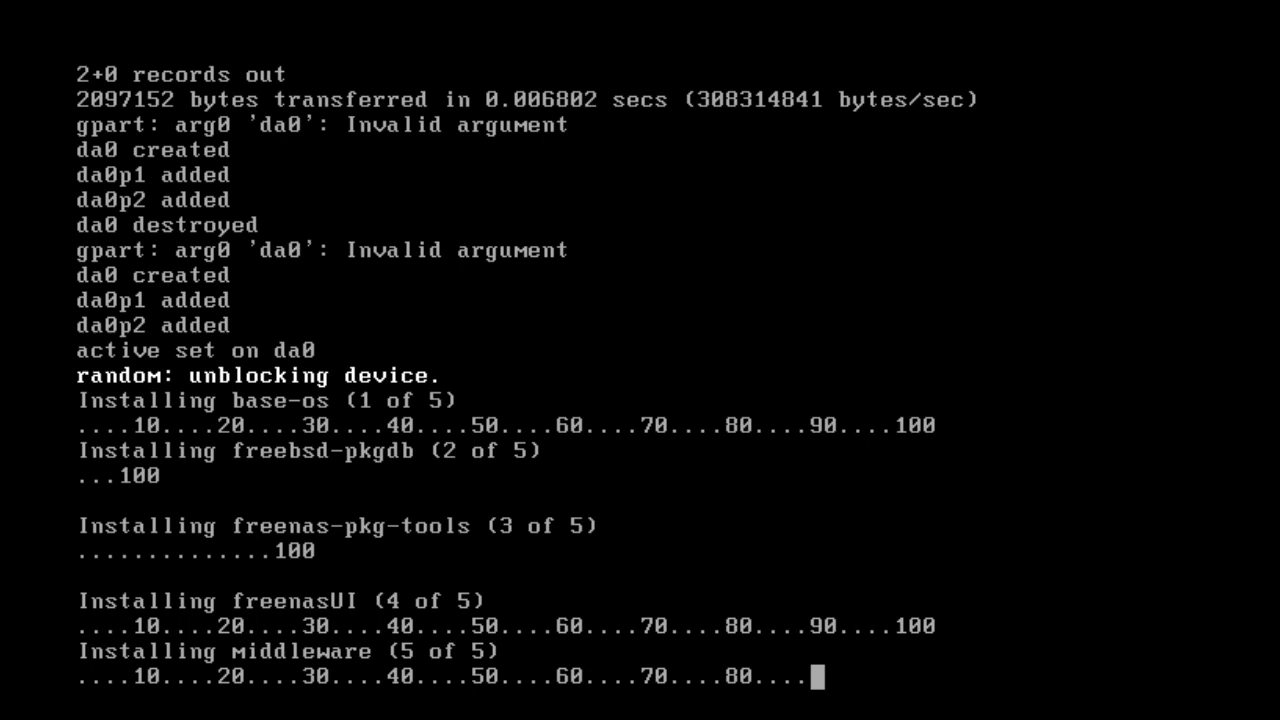 2+0 records out
2097152 bytes transferred in 0.006802 secs (308314841 bytes/sec)
gpart: arg0 'da0': Invalid argument
da0 created
da0p1 added
da0p2 added
da0 destroyed
gpart: arg0 'da0': Invalid argument
da0 created
da0p1 added
da0p2 added
active set on da0
random: unblocking device.
Installing base-os (1 of 5)
....10....20....30....40....50....60....70....80....90....100
Installing freebsd-pkgdb (2 of 5)
...100
Installing freenas-pkg-tools (3 of 5)
..............100
Installing freenasUI (4 of 5)
....10....20....30....40....50....60....70....80....90....100
Installing middleware (5 of 5)
....10....20....30....40....50....60....70....80....